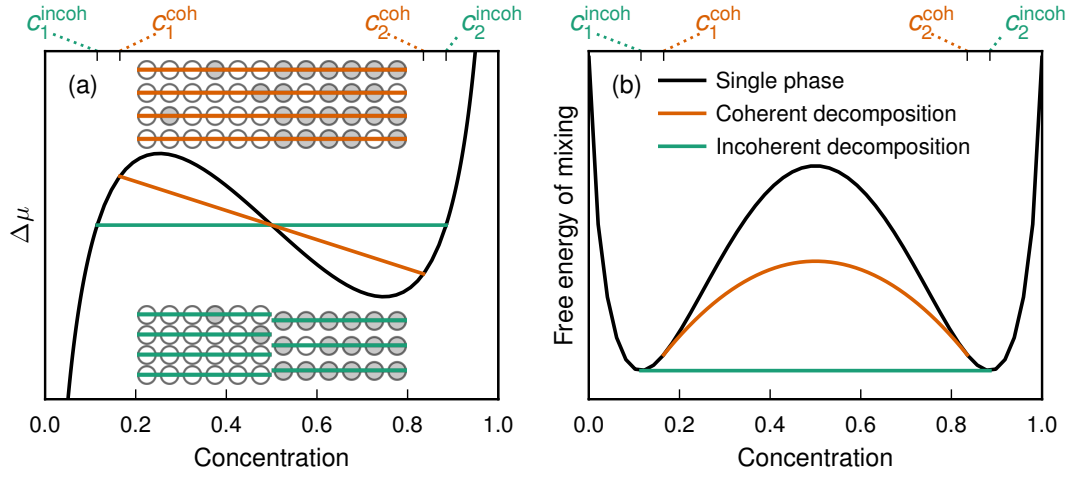 c₁ⁱⁿᶜᵒʰ c₁ᶜᵒʰ c₂ᶜᵒʰ c₂ⁱⁿᶜᵒʰ
(a)
Δμ
0.0 0.2 0.4 0.6 0.8 1.0
Concentration
c₁ⁱⁿᶜᵒʰ c₁ᶜᵒʰ c₂ᶜᵒʰ c₂ⁱⁿᶜᵒʰ
(b)
Single phase
Coherent decomposition
Incoherent decomposition
Free energy of mixing
0.0 0.2 0.4 0.6 0.8 1.0
Concentration